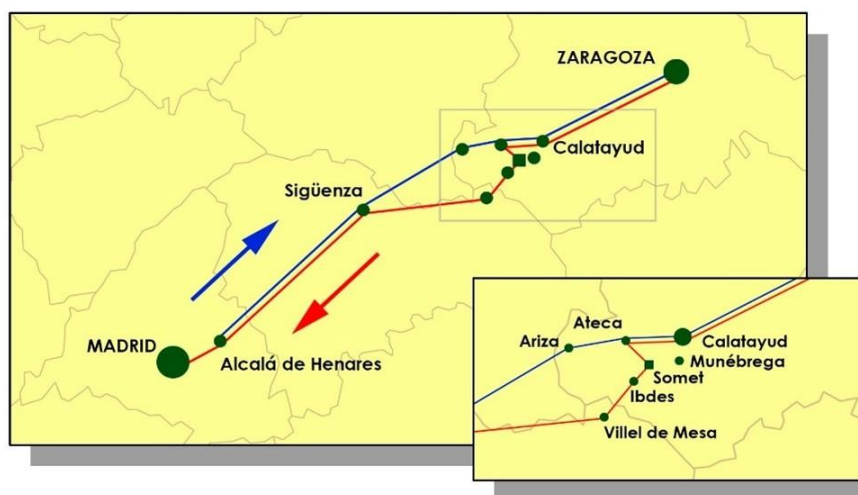 ZARAGOZA
Calatayud
Sigüenza
MADRID
Alcalá de Henares
Ateca
Ariza
Calatayud
Munébrega
Somet
Ibdes
Villel de Mesa